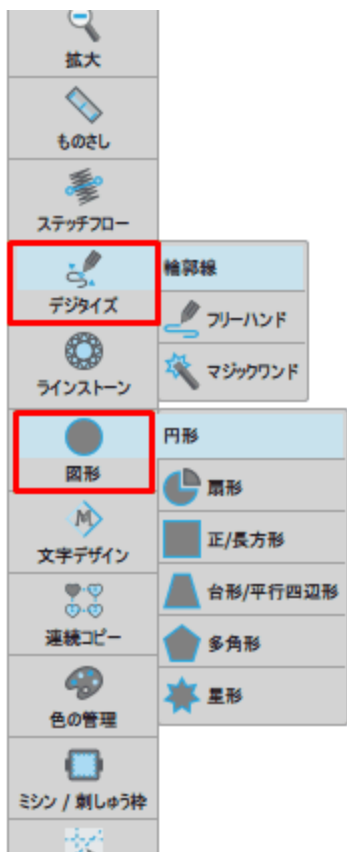 拡大
ものさし
ステッチフロー
デジタイズ
輪郭線
フリーハンド
マジックワンド
ラインストーン
図形
円形
扇形
正/長方形
台形/平行四辺形
多角形
星形
M
文字デザイン
連続コピー
色の管理
ミシン / 刺しゅう枠